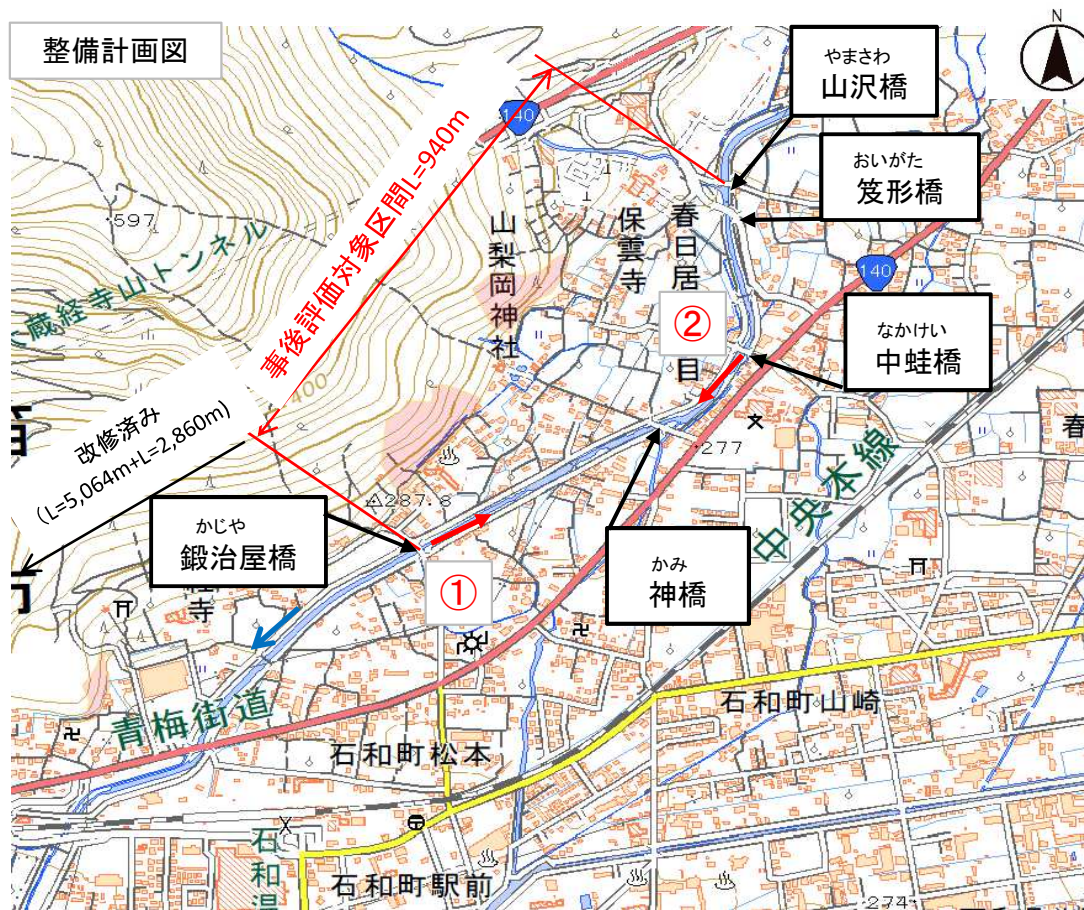 整備計画図
N
やまさわ
山沢橋
140
おいがた
笈形橋
事後評価対象区間L=940m
597
山梨岡神社
保雲寺
春日居
目
140
②
なかけい
中蛙橋
大蔵経寺山トンネル
400
改修済み
(L=5,064m+L=2,860m)
277
春
287.8
中央本線
かじや
鍛治屋橋
①
かみ
神橋
市
経寺
青梅街道
石和町松本
石和町山崎
石和温
石和町駅前
274